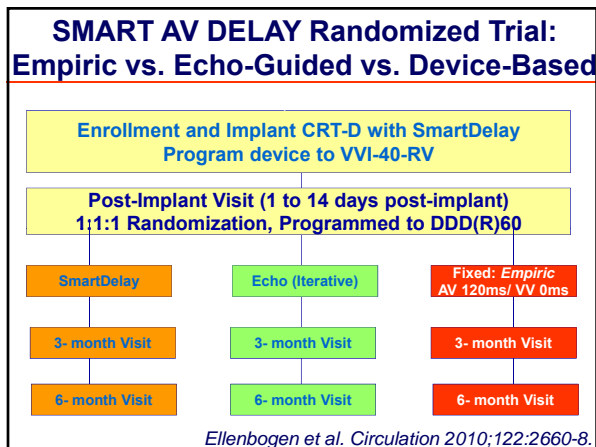 SMART AV DELAY Randomized Trial:
Empiric vs. Echo-Guided vs. Device-Based
Enrollment and Implant CRT-D with SmartDelay
Program device to VVI-40-RV
Post-Implant Visit (1 to 14 days post-implant)
1:1:1 Randomization, Programmed to DDD(R)60
SmartDelay
Echo (Iterative)
Fixed: Empiric
AV 120ms/ VV 0ms
3- month Visit
3- month Visit
3- month Visit
6- month Visit
6- month Visit
6- month Visit
Ellenbogen et al. Circulation 2010;122:2660-8.